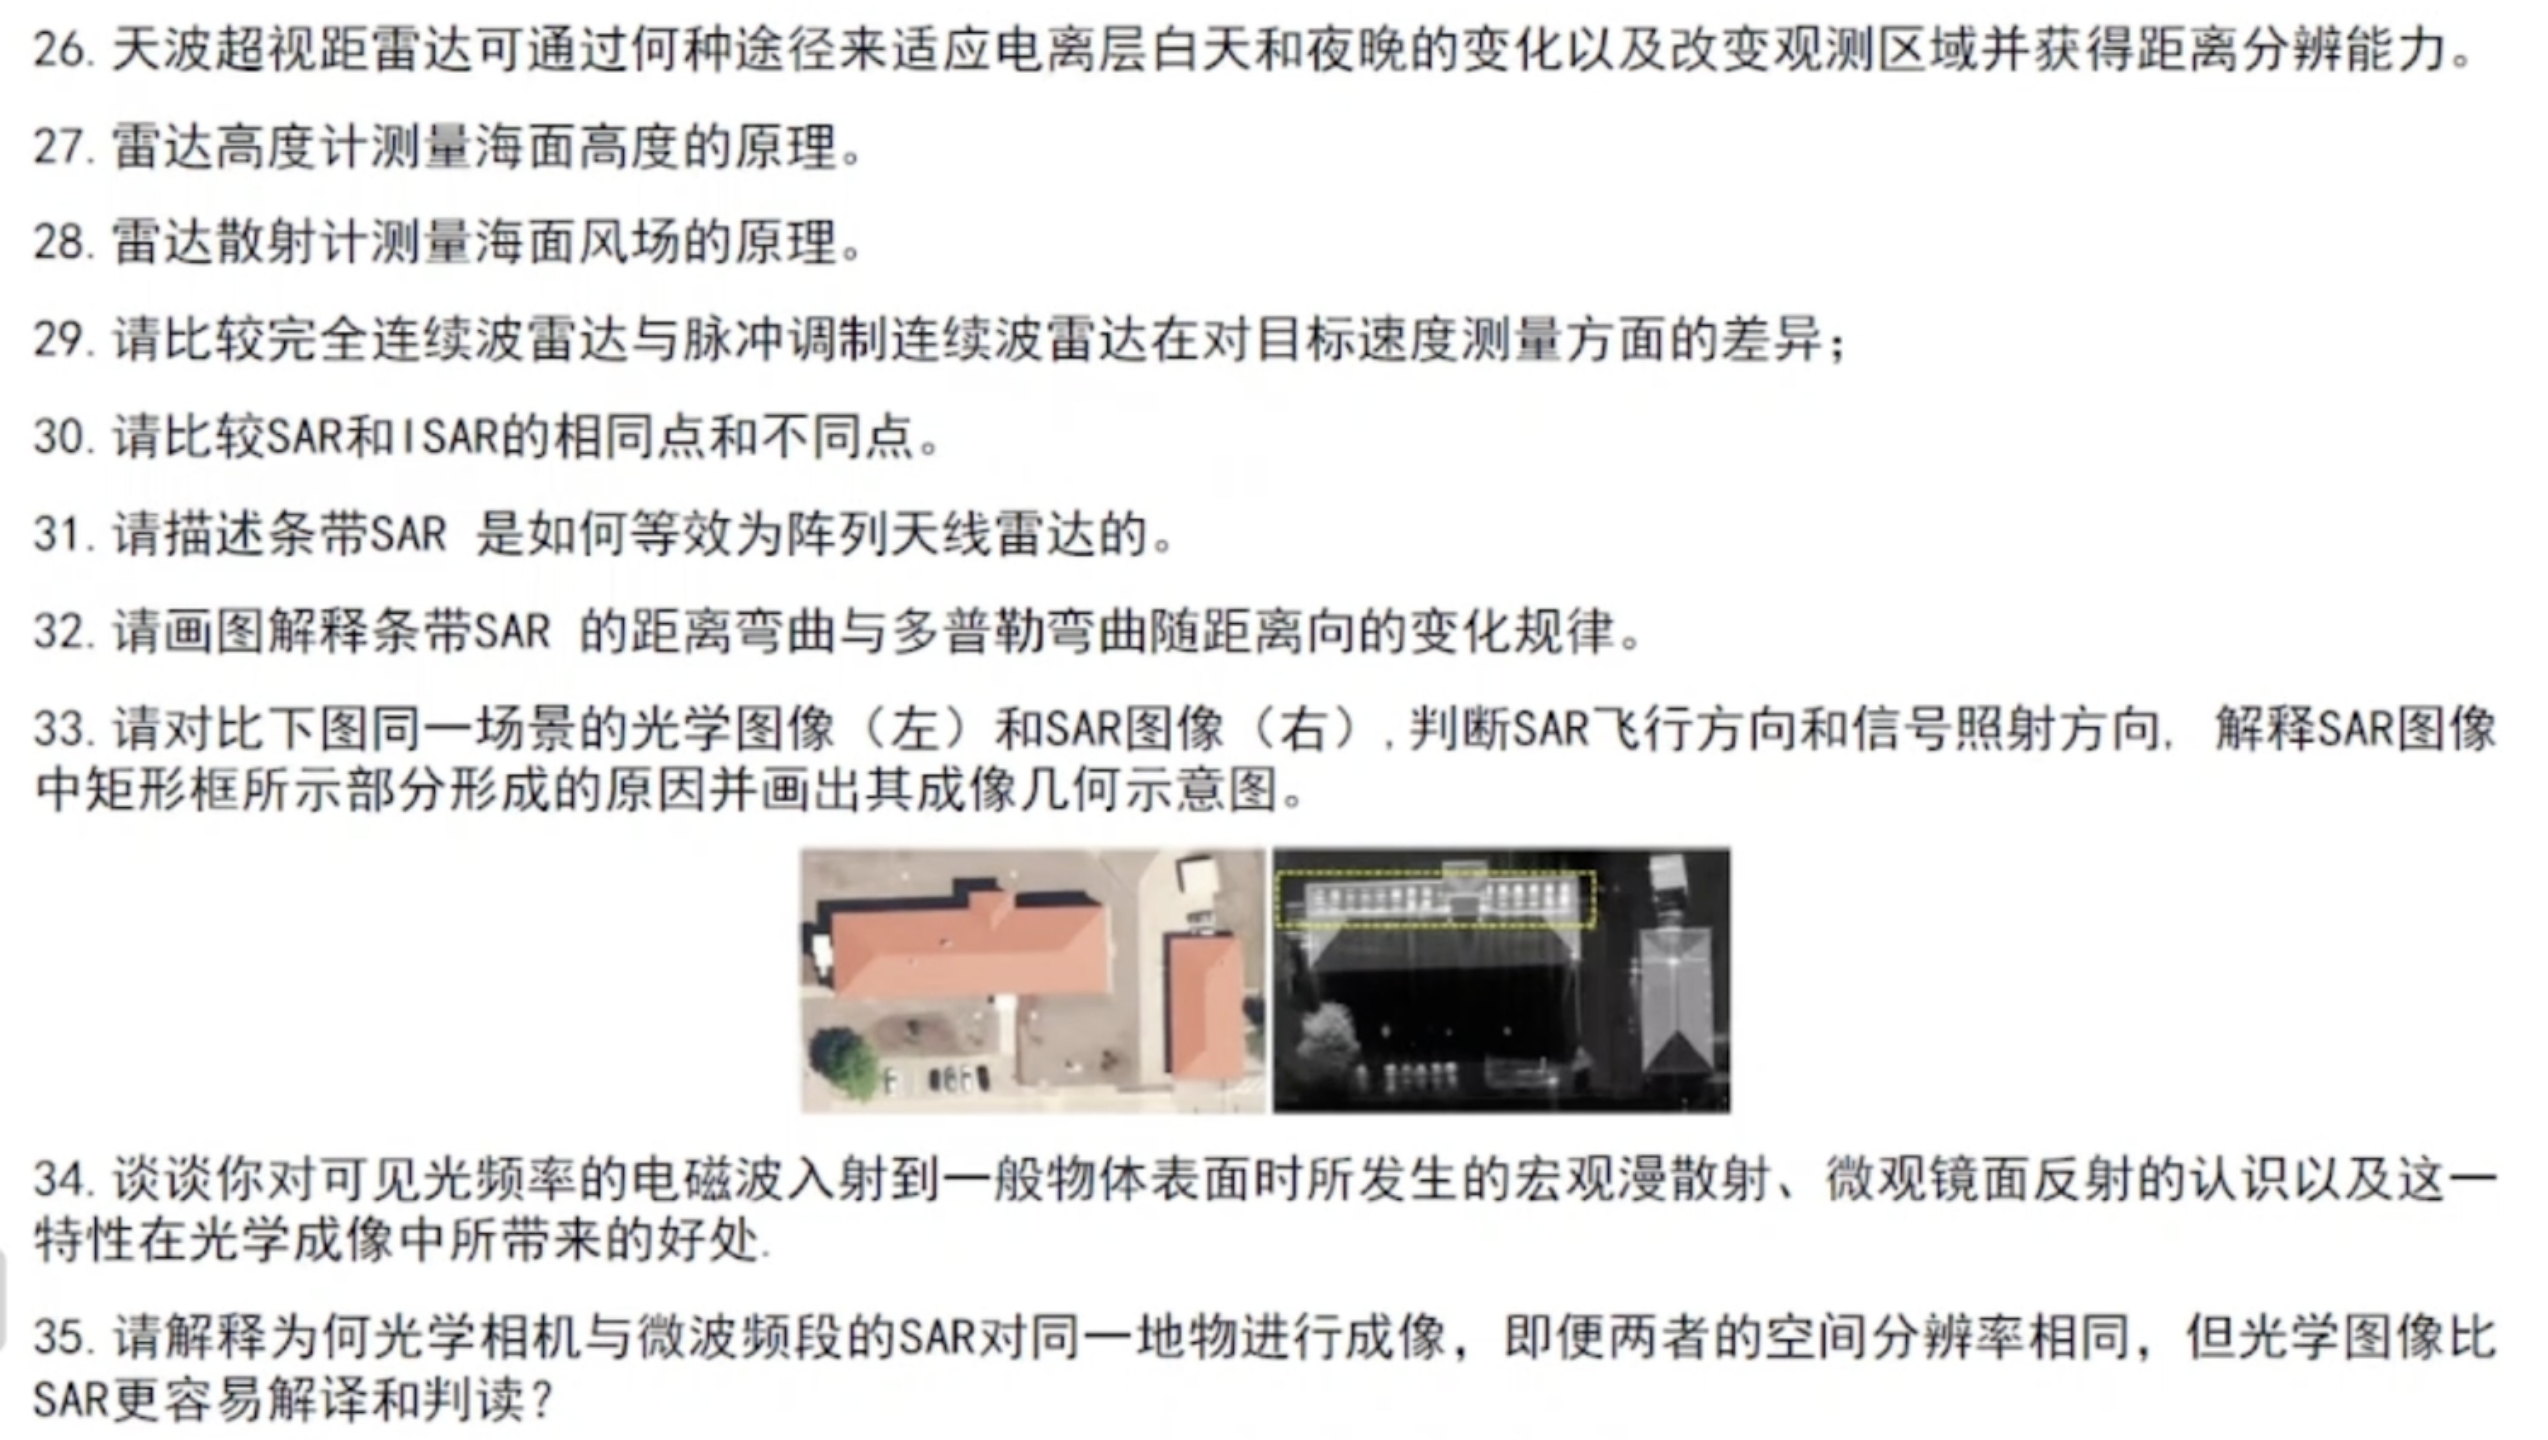 26. 天波超视距雷达可通过何种途径来适应电离层白天和夜晚的变化以及改变观测区域并获得距离分辨能力。
27. 雷达高度计测量海面高度的原理。
28. 雷达散射计测量海面风场的原理。
29. 请比较完全连续波雷达与脉冲调制连续波雷达在对目标速度测量方面的差异；
30. 请比较SAR和ISAR的相同点和不同点。
31. 请描述条带SAR 是如何等效为阵列天线雷达的。
32. 请画图解释条带SAR 的距离弯曲与多普勒弯曲随距离向的变化规律。
33. 请对比下图同一场景的光学图像（左）和SAR图像（右）,判断SAR飞行方向和信号照射方向, 解释SAR图像
中矩形框所示部分形成的原因并画出其成像几何示意图。
34. 谈谈你对可见光频率的电磁波入射到一般物体表面时所发生的宏观漫散射、微观镜面反射的认识以及这一
特性在光学成像中所带来的好处.
35. 请解释为何光学相机与微波频段的SAR对同一地物进行成像，即便两者的空间分辨率相同，但光学图像比
SAR更容易解译和判读？